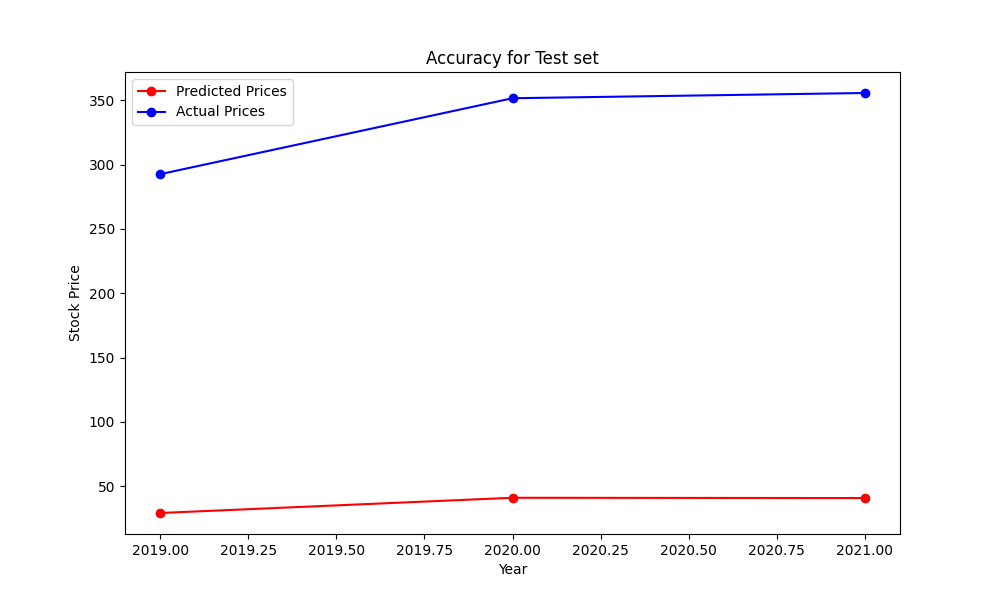 Accuracy for Test set
Predicted Prices
Actual Prices
350
300
250
200
150
100
50
Stock Price
2019.00 2019.25 2019.50 2019.75 2020.00 2020.25 2020.50 2020.75 2021.00
Year